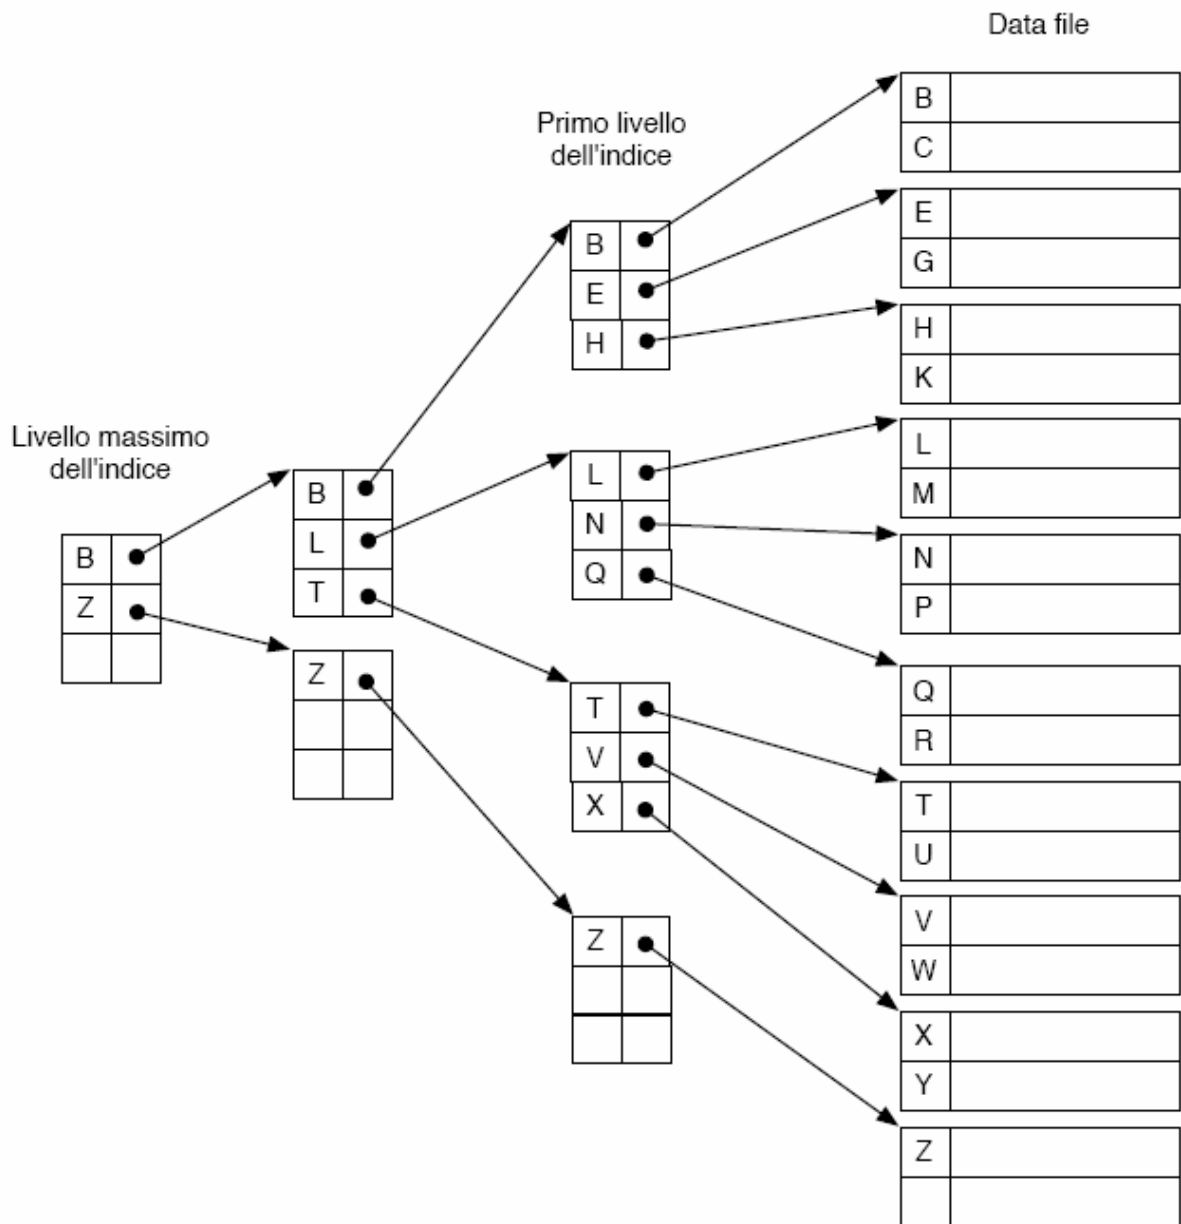 Data file
Primo livello
dell'indice
Livello massimo
dell'indice
B
Z
B
L
T
Z
B
E
H
L
N
Q
T
V
X
Z
B
C
E
G
H
K
L
M
N
P
Q
R
T
U
V
W
X
Y
Z